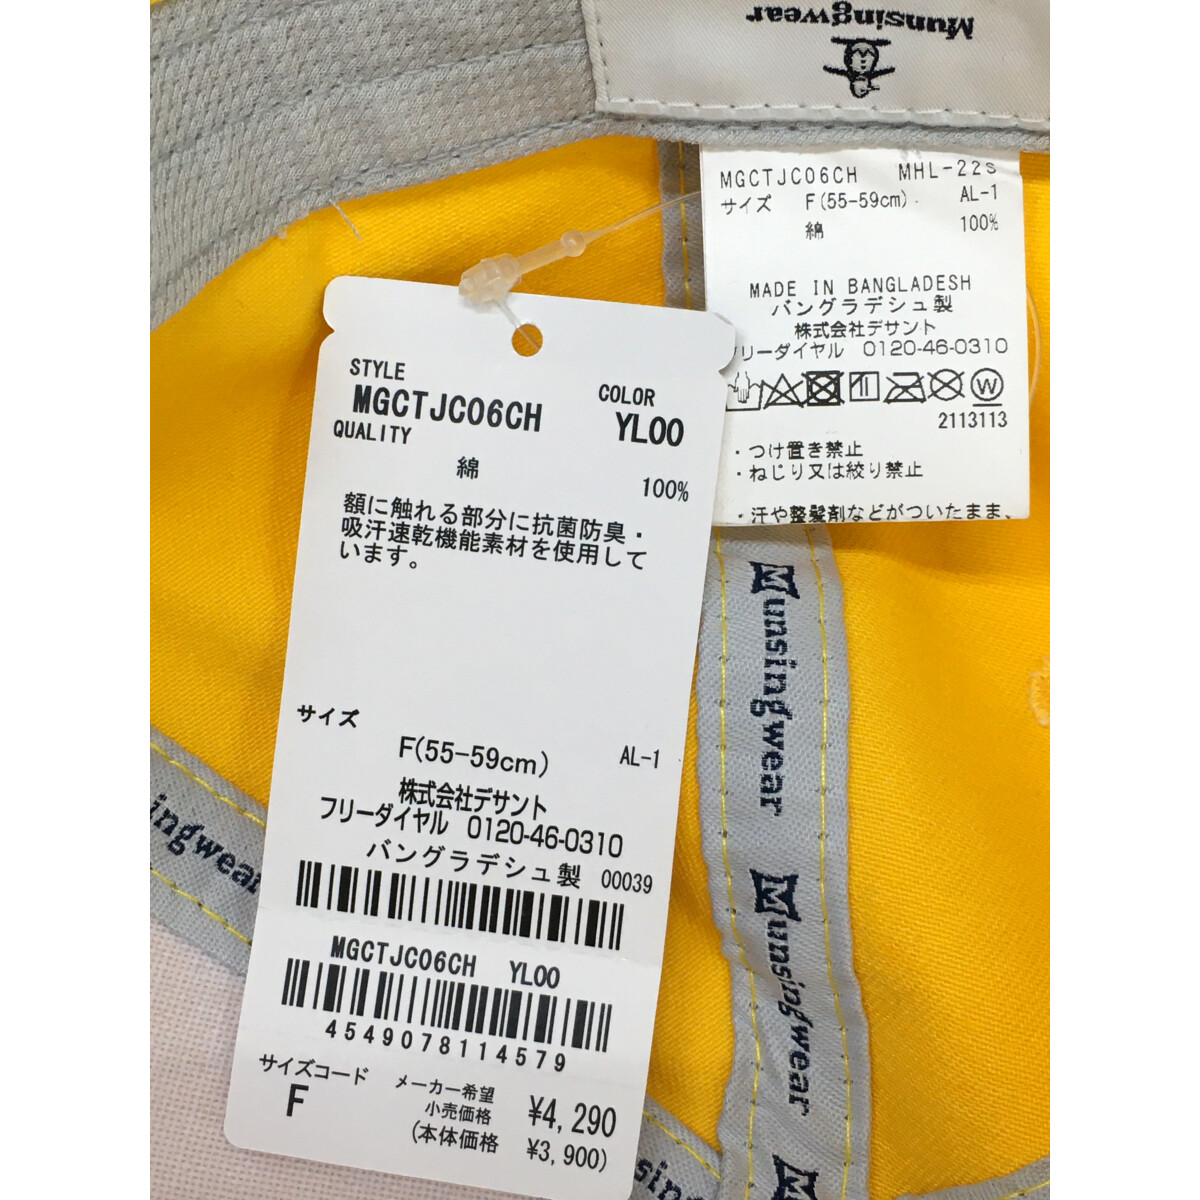 Munsingwear
MGCTJC06CH MHL-22s
サイズ F(55-59cm) AL-1
綿 100%
MADE IN BANGLADESH
バングラデシュ製
株式会社デサント
フリーダイヤル 0120-46-0310
W
2113113
・つけ置き禁止
・ねじり又は絞り禁止
・汗や整髪剤などがついたまま、
STYLE
MGCTJC06CH
COLOR
YL00
QUALITY
綿 100%
額に触れる部分に抗菌防臭・
吸汗速乾機能素材を使用して
います。
サイズ
F(55-59cm) AL-1
株式会社デサント
フリーダイヤル 0120-46-0310
バングラデシュ製 00039
MGCTJC06CH YL00
4549078114579
サイズコード
F
メーカー希望
小売価格 ¥4,290
(本体価格 ¥3,900)
Munsingwear
Munsingwear
ingwear